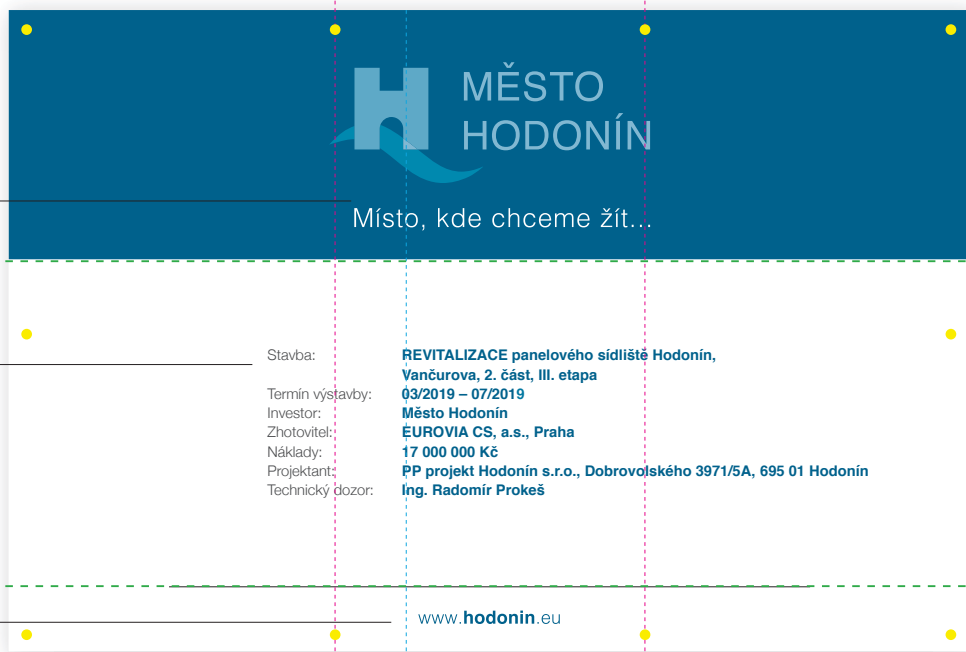 MĚSTO
HODONÍN
Místo, kde chceme žít...
Stavba: REVITALIZACE panelového sídliště Hodonín,
Vančurova, 2. část, III. etapa
Termín výstavby: 03/2019 – 07/2019
Investor: Město Hodonín
Zhotovitel: EUROVIA CS, a.s., Praha
Náklady: 17 000 000 Kč
Projektant: PP projekt Hodonín s.r.o., Dobrovolského 3971/5A, 695 01 Hodonín
Technický dozor: Ing. Radomír Prokeš
www.hodonin.eu